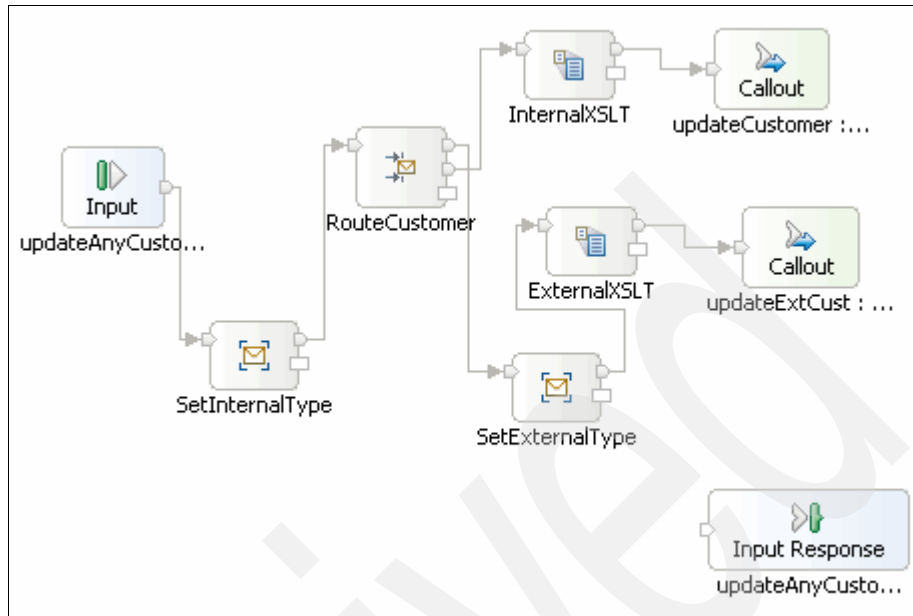 InternalXSLT
Callout
updateCustomer :...
RouteCustomer
Input
updateAnyCusto...
ExternalXSLT
Callout
updateExtCust : ...
SetInternalType
SetExternalType
Input Response
updateAnyCusto...